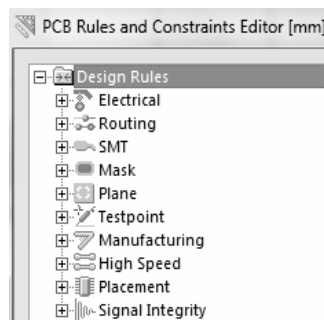 PCB Rules and Constraints Editor [mm]
Design Rules
Electrical
Routing
SMT
Mask
Plane
Testpoint
Manufacturing
High Speed
Placement
Signal Integrity